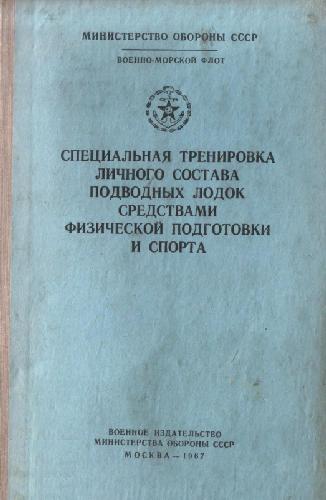 МИНИСТЕРСТВО ОБОРОНЫ СССР
ВОЕННО-МОРСКОЙ ФЛОТ
СПЕЦИАЛЬНАЯ ТРЕНИРОВКА
ЛИЧНОГО СОСТАВА
ПОДВОДНЫХ ЛОДОК
СРЕДСТВАМИ
ФИЗИЧЕСКОЙ ПОДГОТОВКИ
И СПОРТА
ВОЕННОЕ ИЗДАТЕЛЬСТВО
МИНИСТЕРСТВА ОБОРОНЫ СССР
МОСКВА — 1967